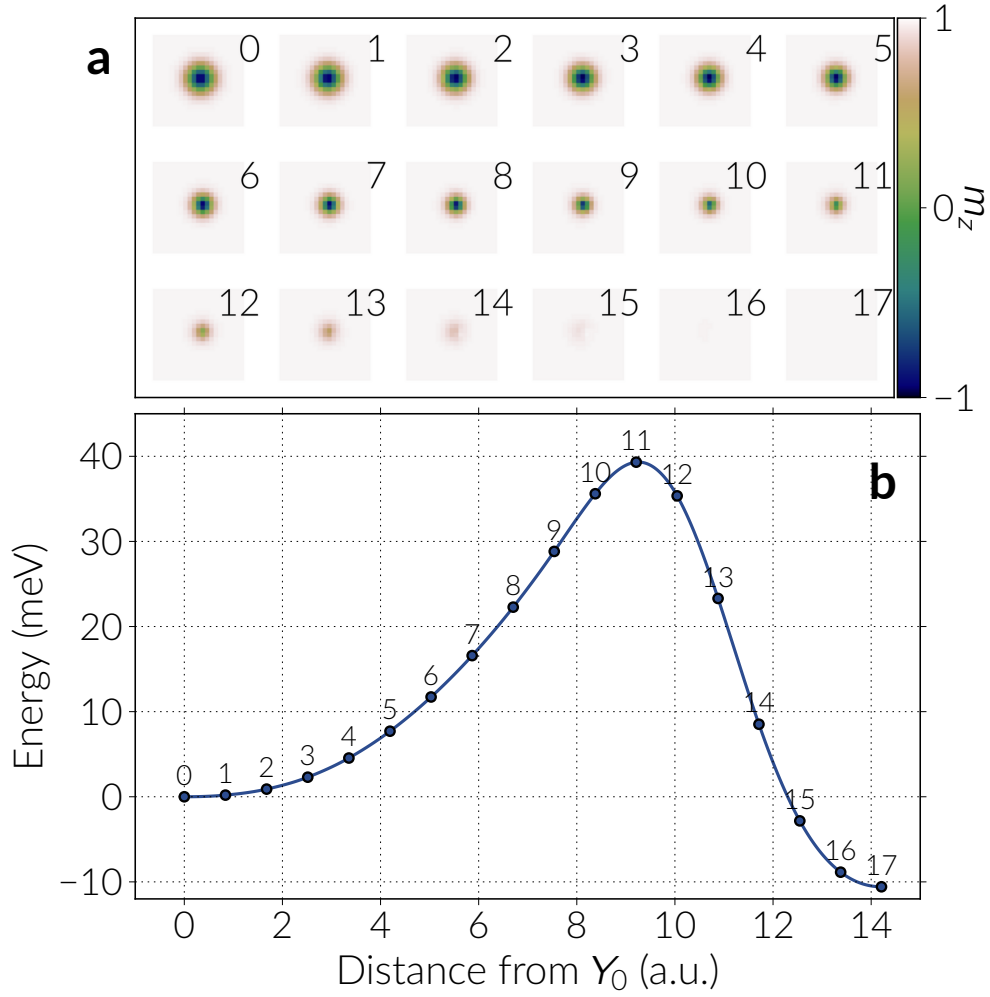 a
0 1 2 3 4 5
6 7 8 9 10 11
12 13 14 15 16 17
1
0
−1
m_z
b
Energy (meV)
40
30
20
10
0
−10
0 1 2 3 4 5 6 7 8 9 10 11 12 13 14 15 16 17
0 2 4 6 8 10 12 14
Distance from Y₀ (a.u.)